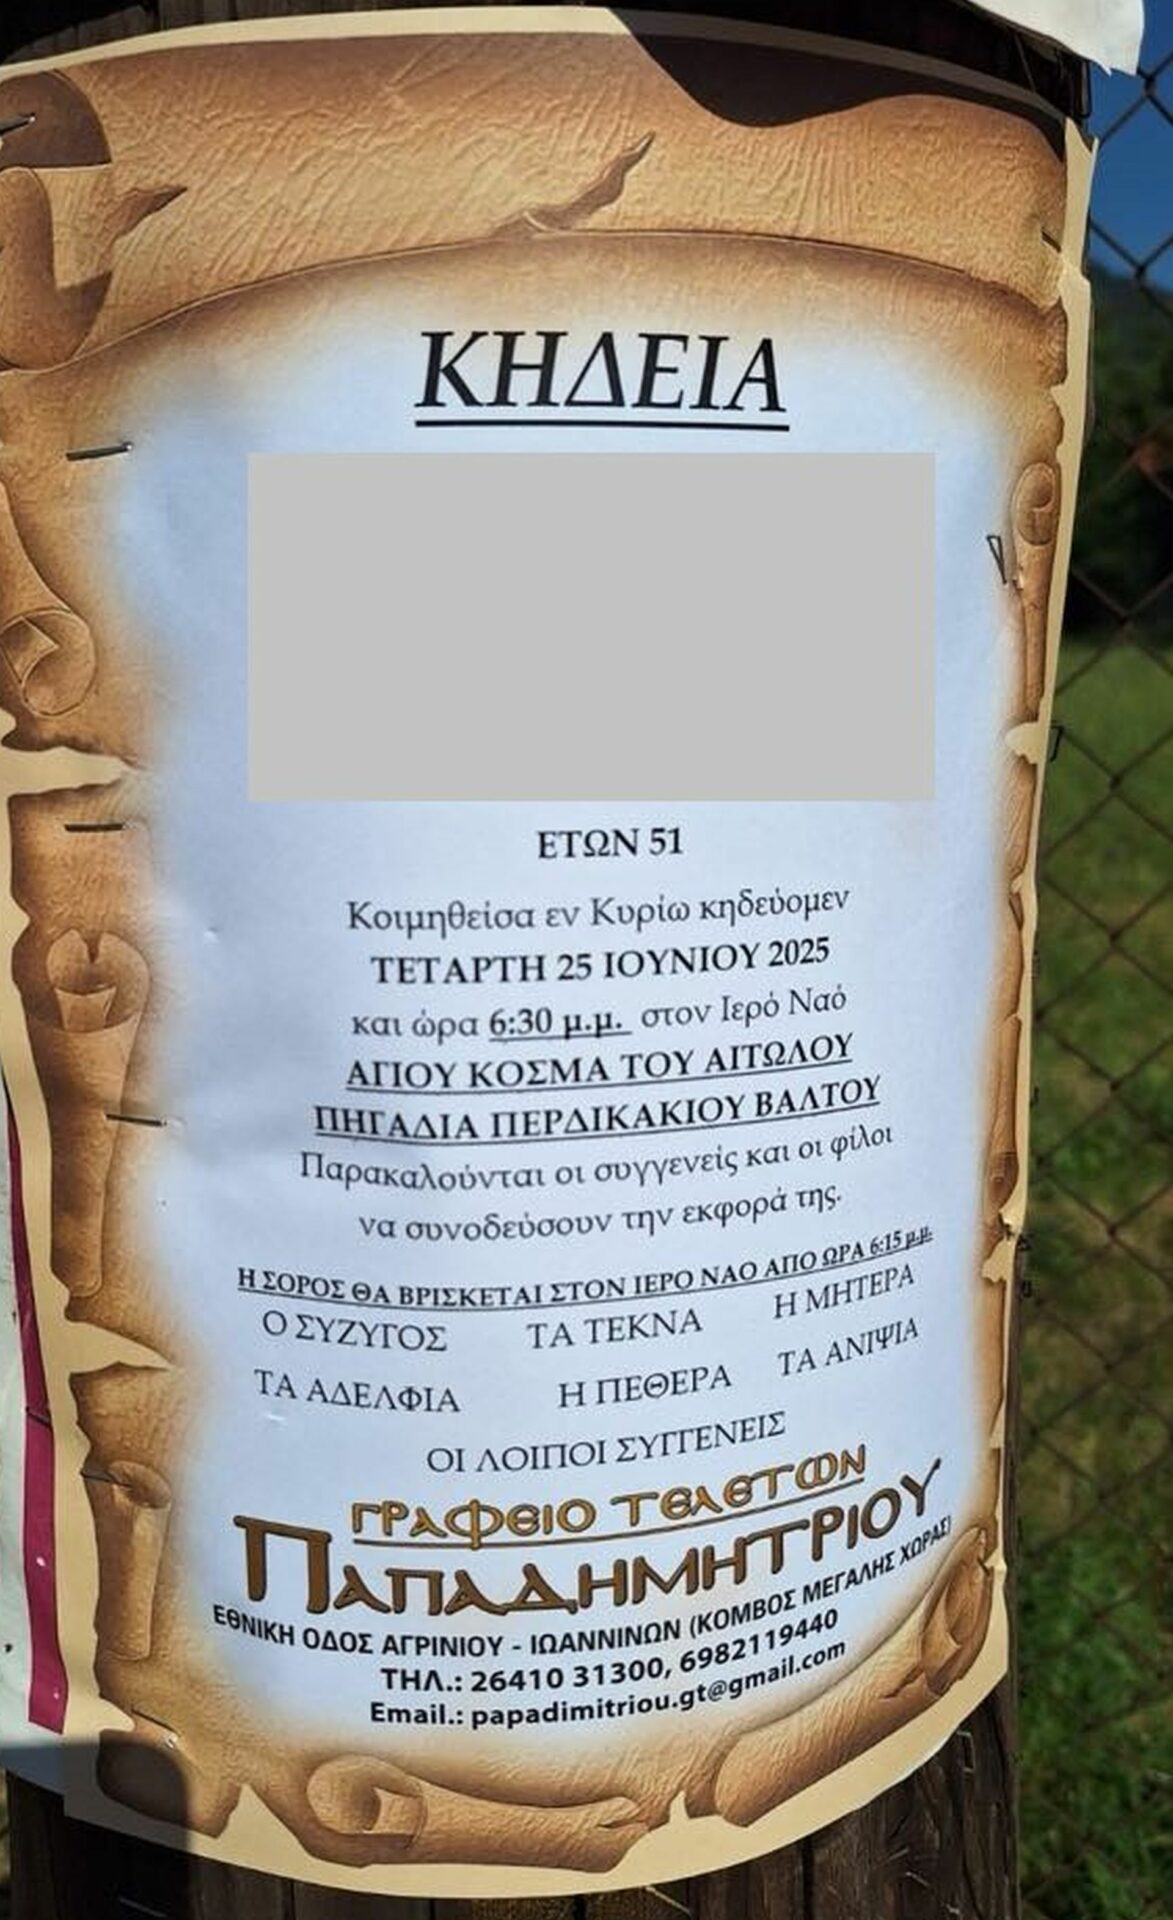 ΚΗΔΕΙΑ
ΕΤΩΝ 51
Κοιμηθείσα εν Κυρίω κηδεύομεν
ΤΕΤΑΡΤΗ 25 ΙΟΥΝΙΟΥ 2025
και ώρα 6:30 μ.μ. στον Ιερό Ναό
ΑΓΙΟΥ ΚΟΣΜΑ ΤΟΥ ΑΙΤΩΛΟΥ
ΠΗΓΑΔΙΑ ΠΕΡΔΙΚΑΚΙΟΥ ΒΑΛΤΟΥ
Παρακαλούνται οι συγγενείς και οι φίλοι
να συνοδεύσουν την εκφορά της.
Η ΣΟΡΟΣ ΘΑ ΒΡΙΣΚΕΤΑΙ ΣΤΟΝ ΙΕΡΟ ΝΑΟ ΑΠΟ ΩΡΑ 6:15 μ.μ.
Ο ΣΥΖΥΓΟΣ ΤΑ ΤΕΚΝΑ Η ΜΗΤΕΡΑ
ΤΑ ΑΔΕΛΦΙΑ Η ΠΕΘΕΡΑ ΤΑ ΑΝΙΨΙΑ
ΟΙ ΛΟΙΠΟΙ ΣΥΓΓΕΝΕΙΣ
ΓΡΑΦΕΙΟ ΤΕΛΕΤΩΝ
ΠΑΠΑΔΗΜΗΤΡΙΟΥ
ΕΘΝΙΚΗ ΟΔΟΣ ΑΓΡΙΝΙΟΥ - ΙΩΑΝΝΙΝΩΝ (ΚΟΜΒΟΣ ΜΕΓΑΛΗΣ ΧΩΡΑΣ)
ΤΗΛ.: 26410 31300, 6982119440
Email.: papadimitriou.gt@gmail.com